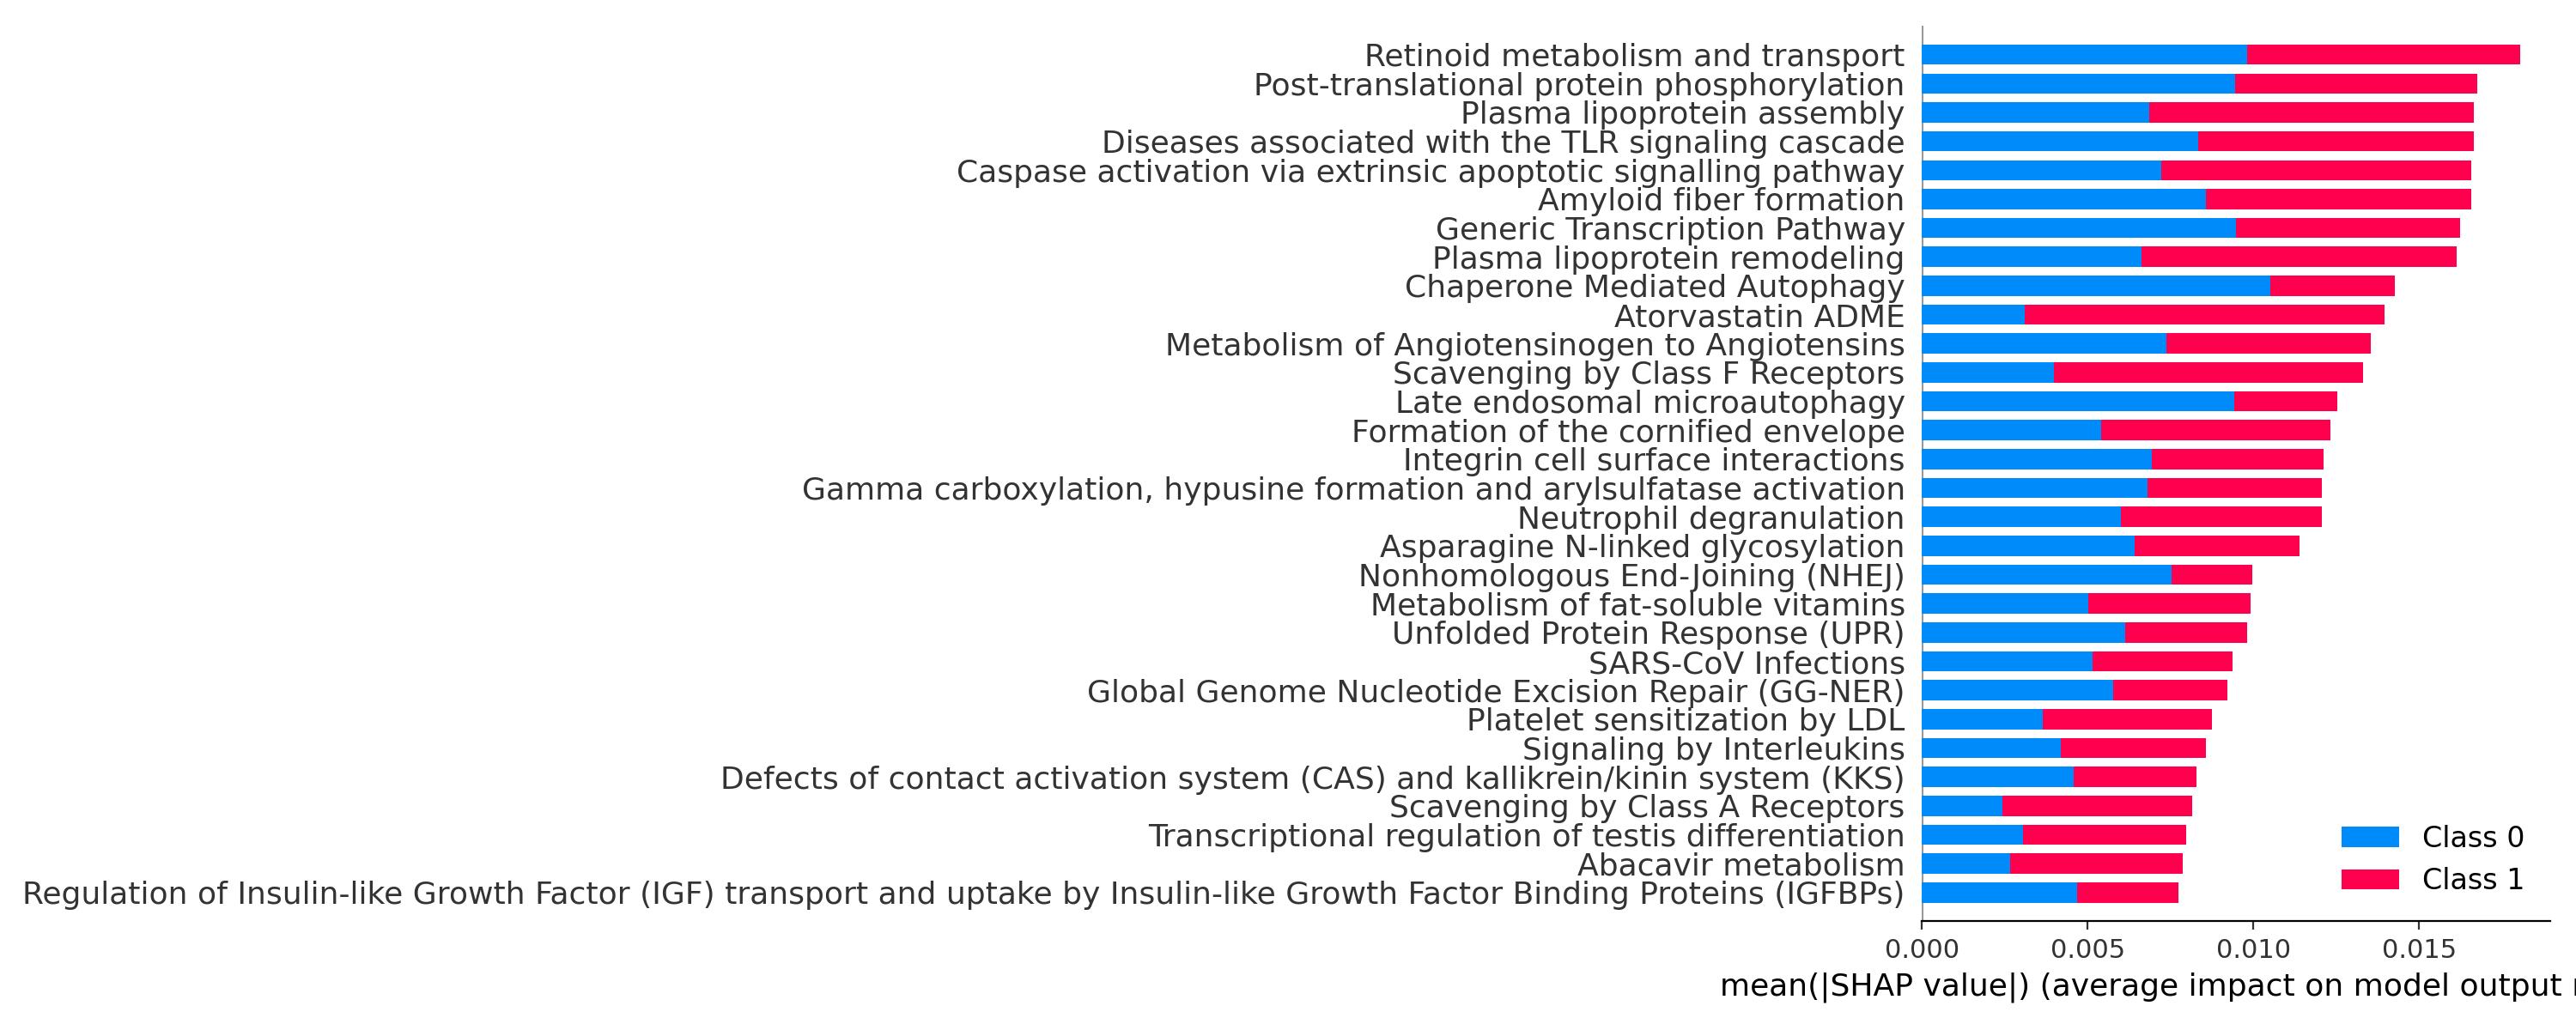 Retinoid metabolism and transport
Post-translational protein phosphorylation
Plasma lipoprotein assembly
Diseases associated with the TLR signaling cascade
Caspase activation via extrinsic apoptotic signalling pathway
Amyloid fiber formation
Generic Transcription Pathway
Plasma lipoprotein remodeling
Chaperone Mediated Autophagy
Atorvastatin ADME
Metabolism of Angiotensinogen to Angiotensins
Scavenging by Class F Receptors
Late endosomal microautophagy
Formation of the cornified envelope
Integrin cell surface interactions
Gamma carboxylation, hypusine formation and arylsulfatase activation
Neutrophil degranulation
Asparagine N-linked glycosylation
Nonhomologous End-Joining (NHEJ)
Metabolism of fat-soluble vitamins
Unfolded Protein Response (UPR)
SARS-CoV Infections
Global Genome Nucleotide Excision Repair (GG-NER)
Platelet sensitization by LDL
Signaling by Interleukins
Defects of contact activation system (CAS) and kallikrein/kinin system (KKS)
Scavenging by Class A Receptors
Transcriptional regulation of testis differentiation
Abacavir metabolism
Regulation of Insulin-like Growth Factor (IGF) transport and uptake by Insulin-like Growth Factor Binding Proteins (IGFBPs)
Class 0
Class 1
0.000 0.005 0.010 0.015
mean(|SHAP value|) (average impact on model output